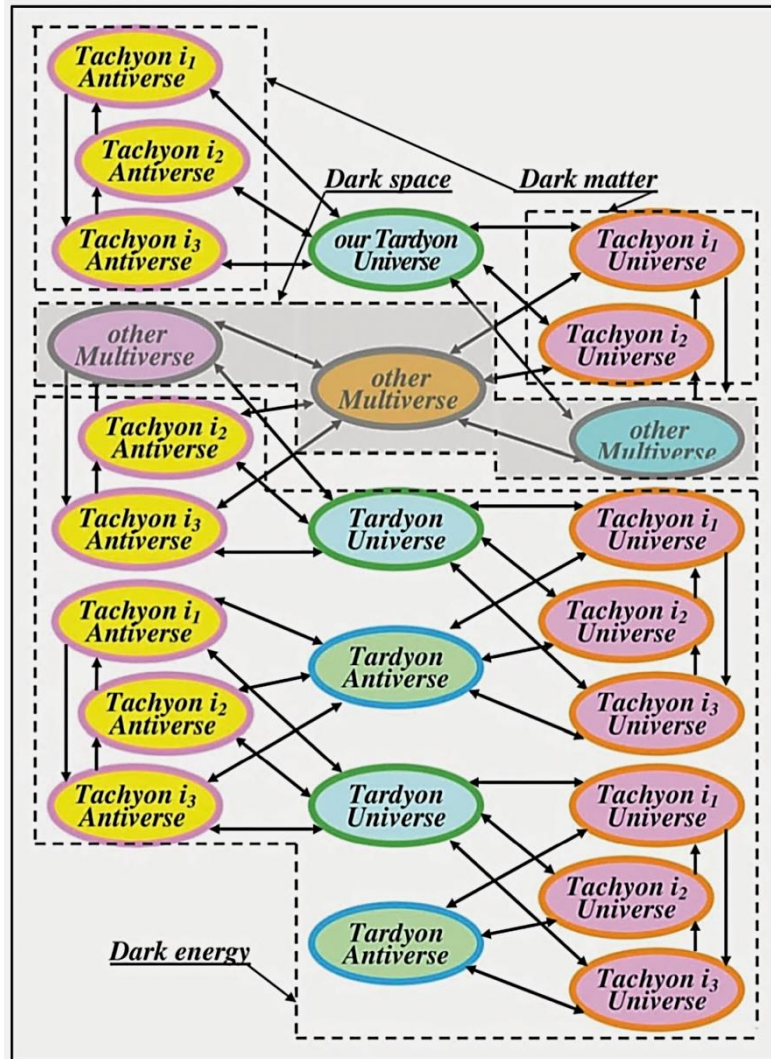 Tachyon i1
Antiverse
Tachyon i2
Antiverse
Dark space
Dark matter
Tachyon i3
Antiverse
our Tardyon
Universe
Tachyon i1
Universe
Tachyon i2
Universe
other
Multiverse
other
Multiverse
other
Multiverse
Tachyon i2
Antiverse
Tachyon i3
Antiverse
Tardyon
Universe
Tachyon i1
Universe
Tachyon i1
Antiverse
Tachyon i2
Universe
Tardyon
Antiverse
Tachyon i2
Antiverse
Tachyon i3
Universe
Tachyon i3
Antiverse
Tardyon
Universe
Tachyon i1
Universe
Tachyon i2
Universe
Tardyon
Antiverse
Dark energy
Tachyon i3
Universe